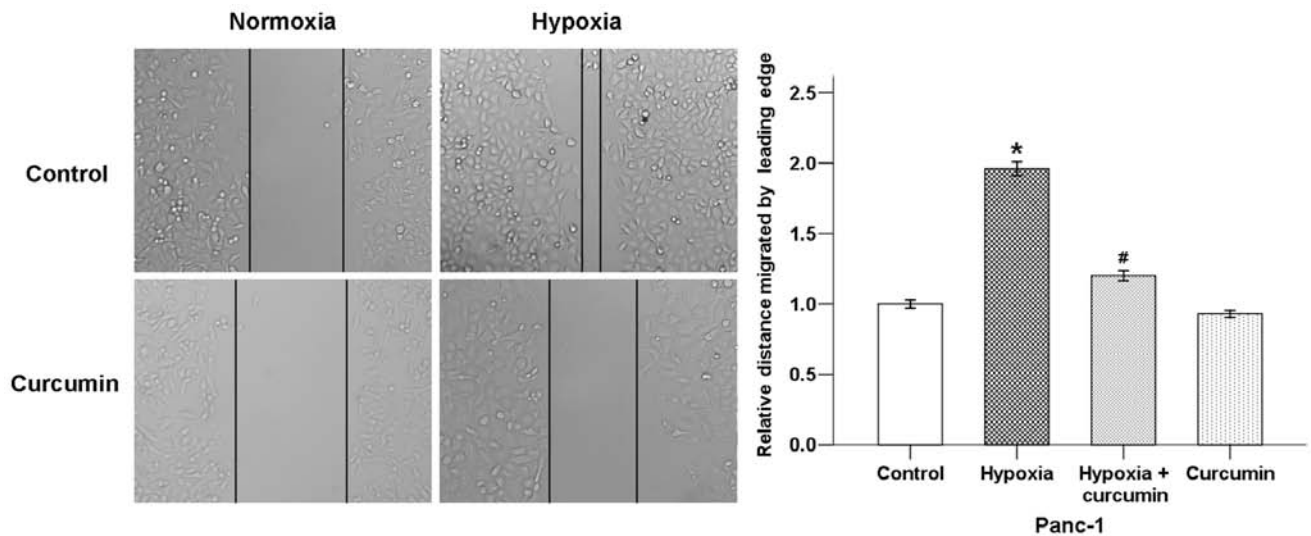 Normoxia
Hypoxia
Control
Curcumin
Relative distance migrated by leading edge
2.5
2.0
1.5
1.0
0.5
0.0
*
#
Control
Hypoxia
Hypoxia +
curcumin
Curcumin
Panc-1